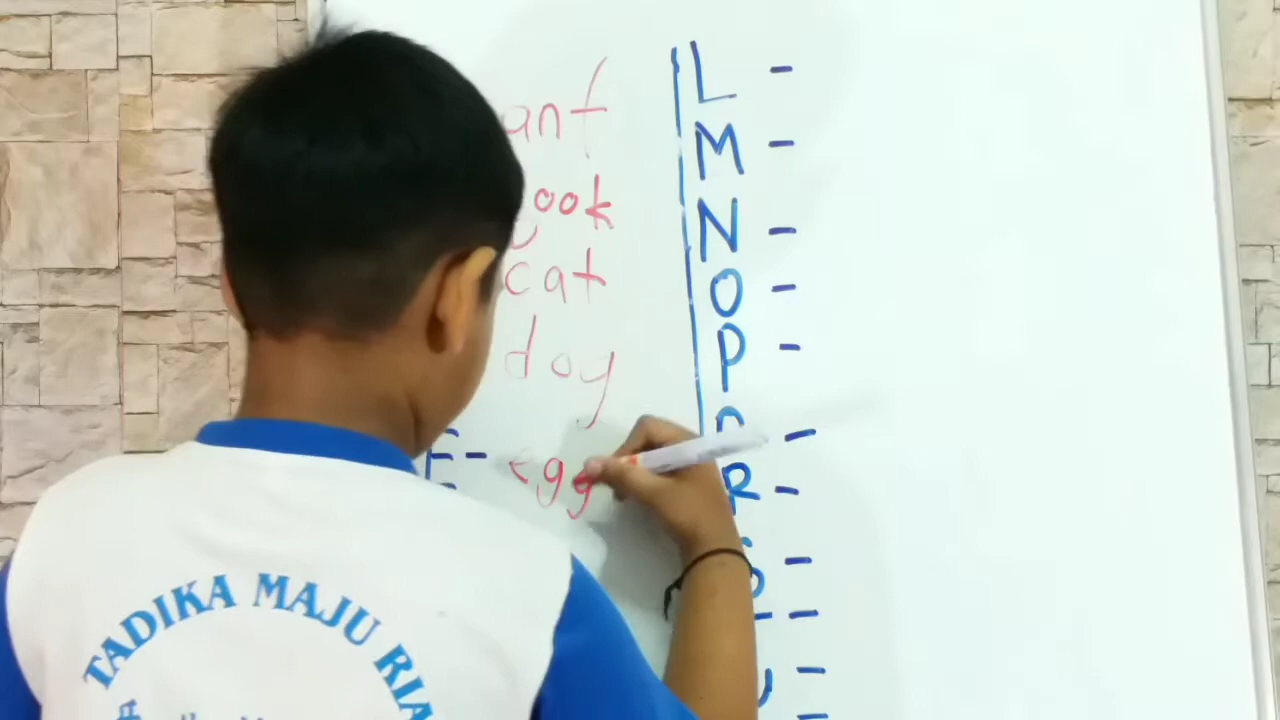 ant
ook
cat
dog
E- egg
L -
M -
N -
O -
P -
R -
TADIKA MAJU RIA